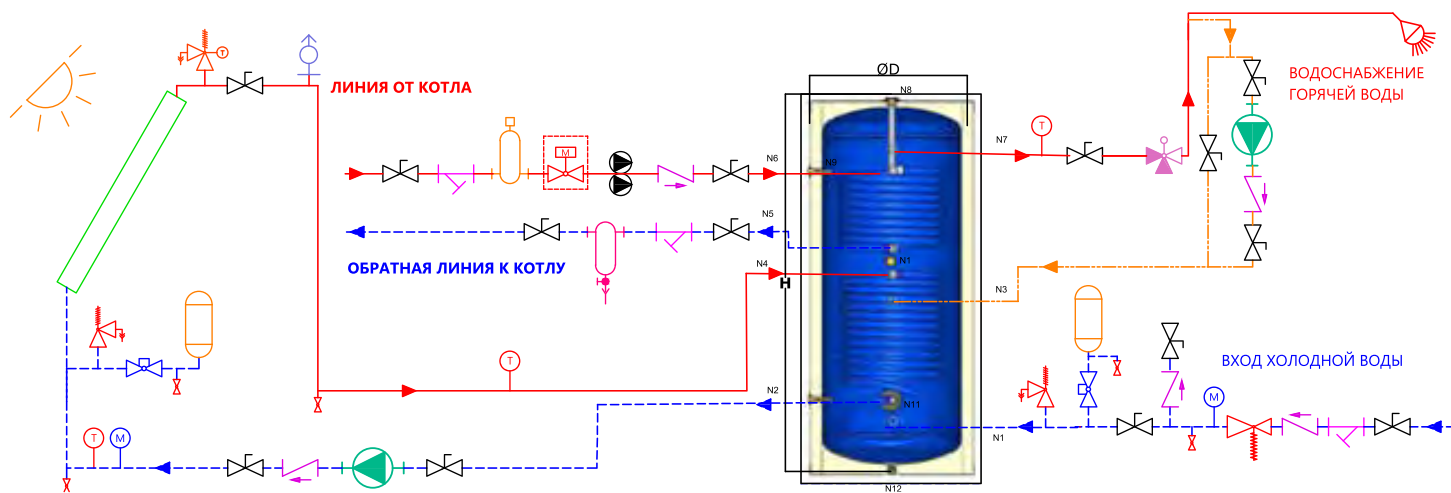 ØD
N8
ВОДОСНАБЖЕНИЕ
ГОРЯЧЕЙ ВОДЫ
T
ЛИНИЯ ОТ КОТЛА
T
N7
M
N6
N9
N5
ОБРАТНАЯ ЛИНИЯ К КОТЛУ
N4
N1
H
N3
T
ВХОД ХОЛОДНОЙ ВОДЫ
N2
N11
M
T
M
N1
N12